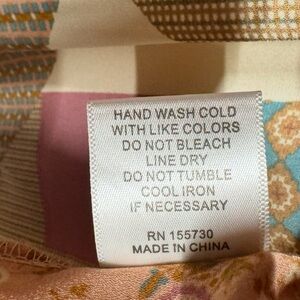 HAND WASH COLD
WITH LIKE COLORS
DO NOT BLEACH
LINE DRY
DO NOT TUMBLE
COOL IRON
IF NECESSARY
RN 155730
MADE IN CHINA